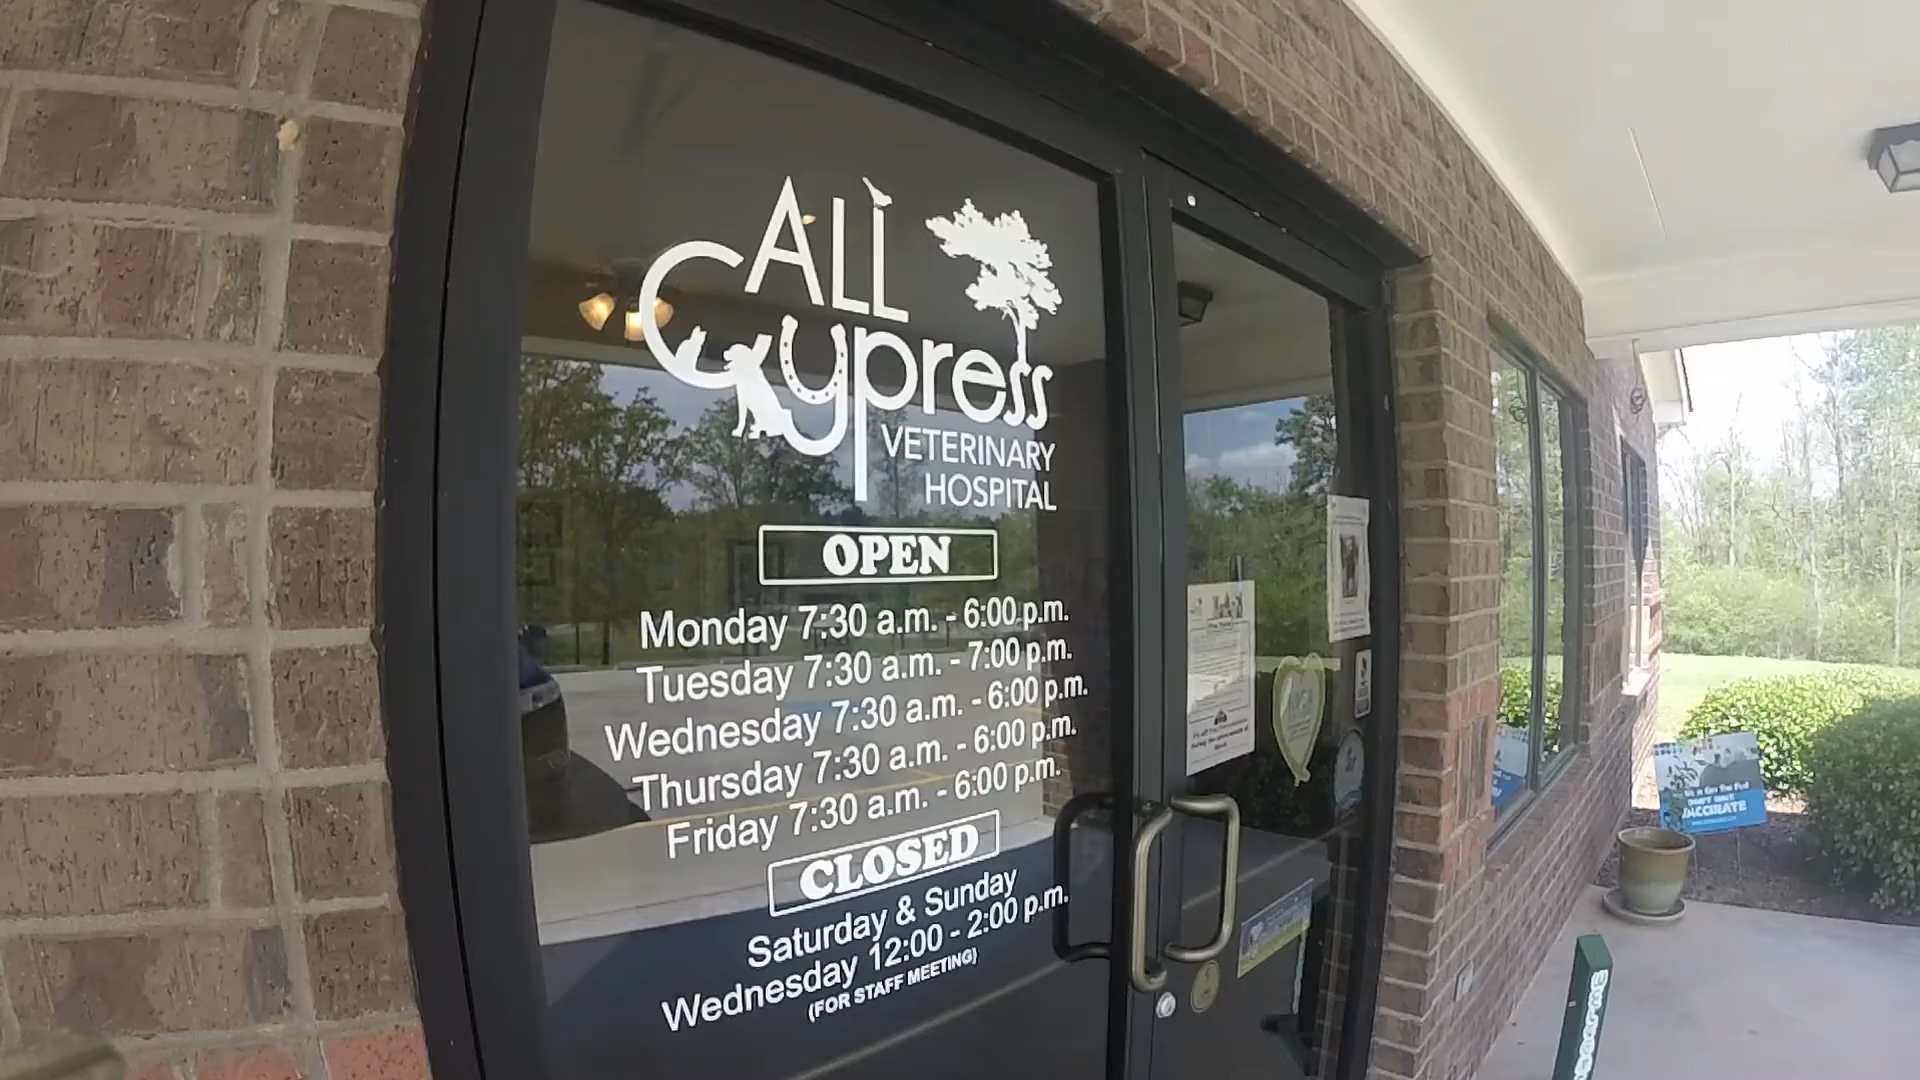 ALL
Cypress
VETERINARY
HOSPITAL
OPEN
Monday 7:30 a.m. - 6:00 p.m.
Tuesday 7:30 a.m. - 7:00 p.m.
Wednesday 7:30 a.m. - 6:00 p.m.
Thursday 7:30 a.m. - 6:00 p.m.
Friday 7:30 a.m. - 6:00 p.m.
CLOSED
Saturday & Sunday
Wednesday 12:00 - 2:00 p.m.
(FOR STAFF MEETING)